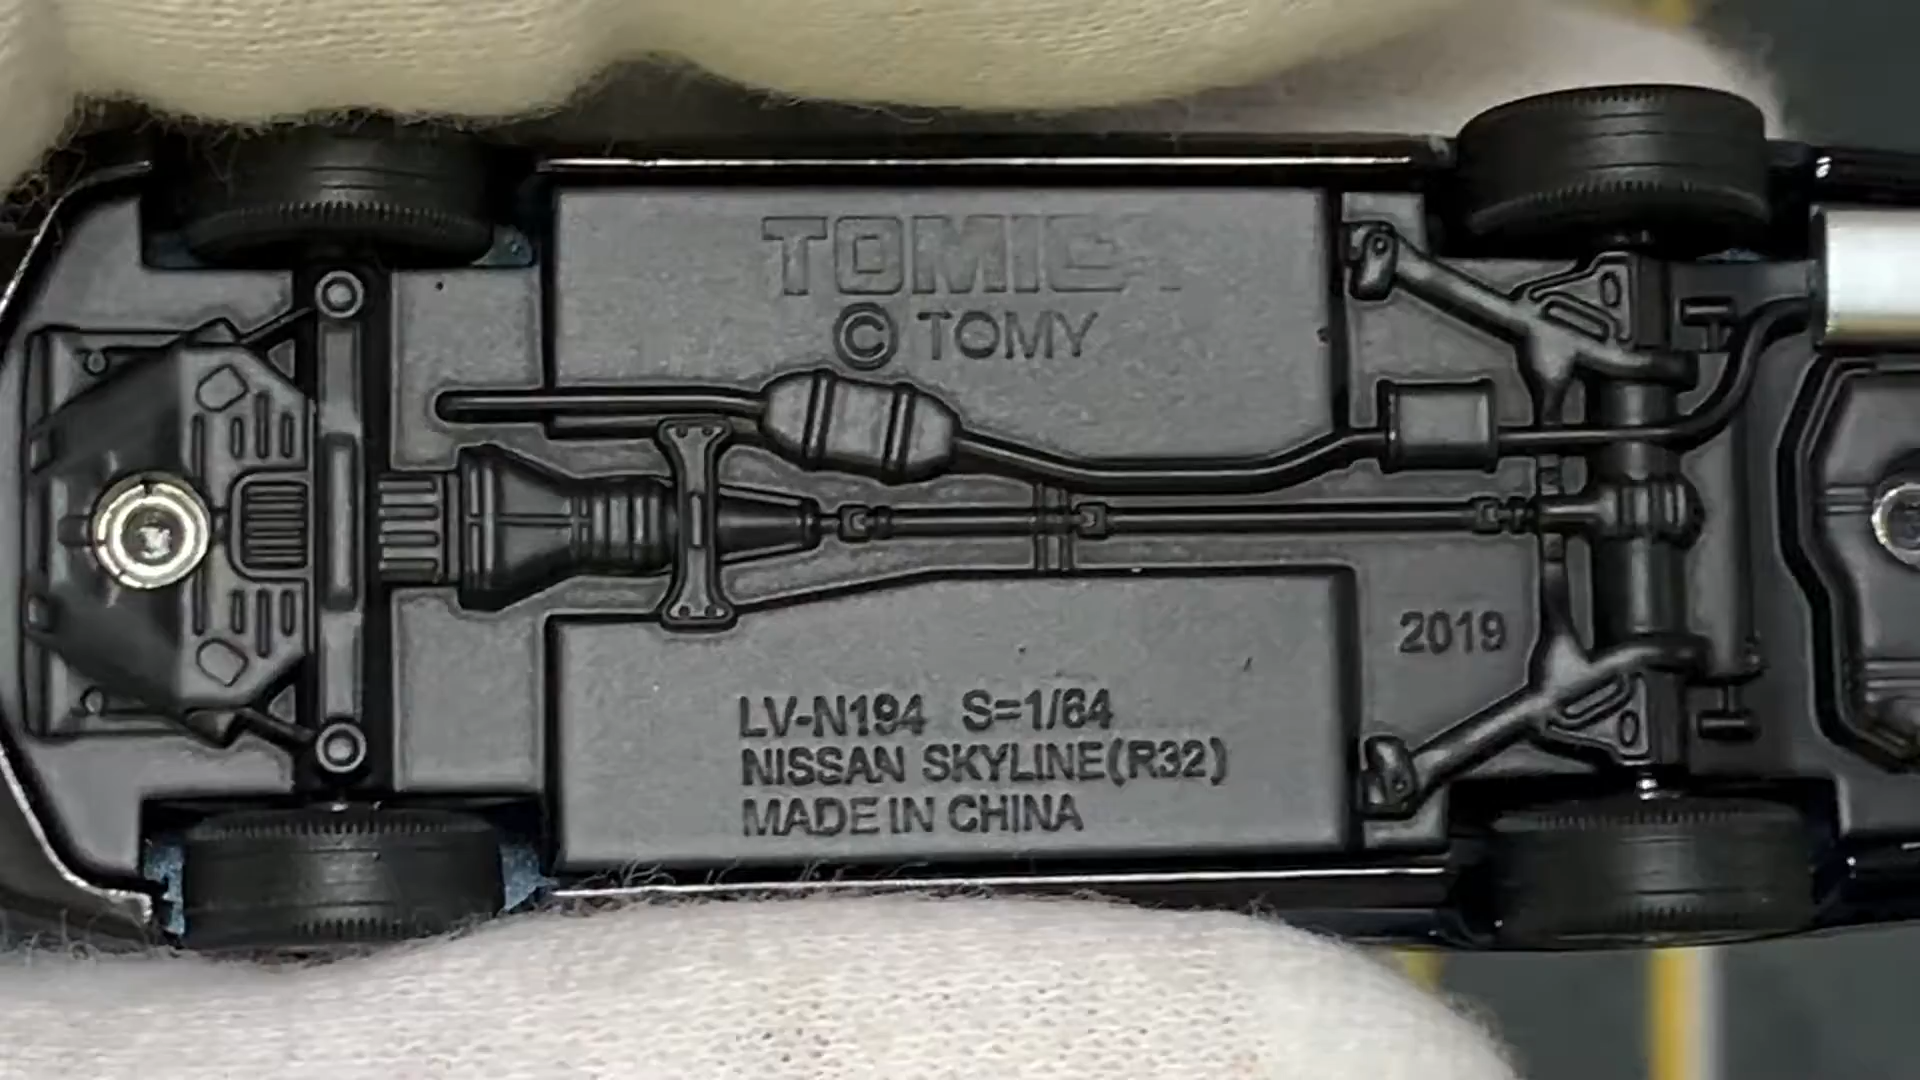 TOMICA
© TOMY
2019
LV-N194 S=1/64
NISSAN SKYLINE(R32)
MADE IN CHINA